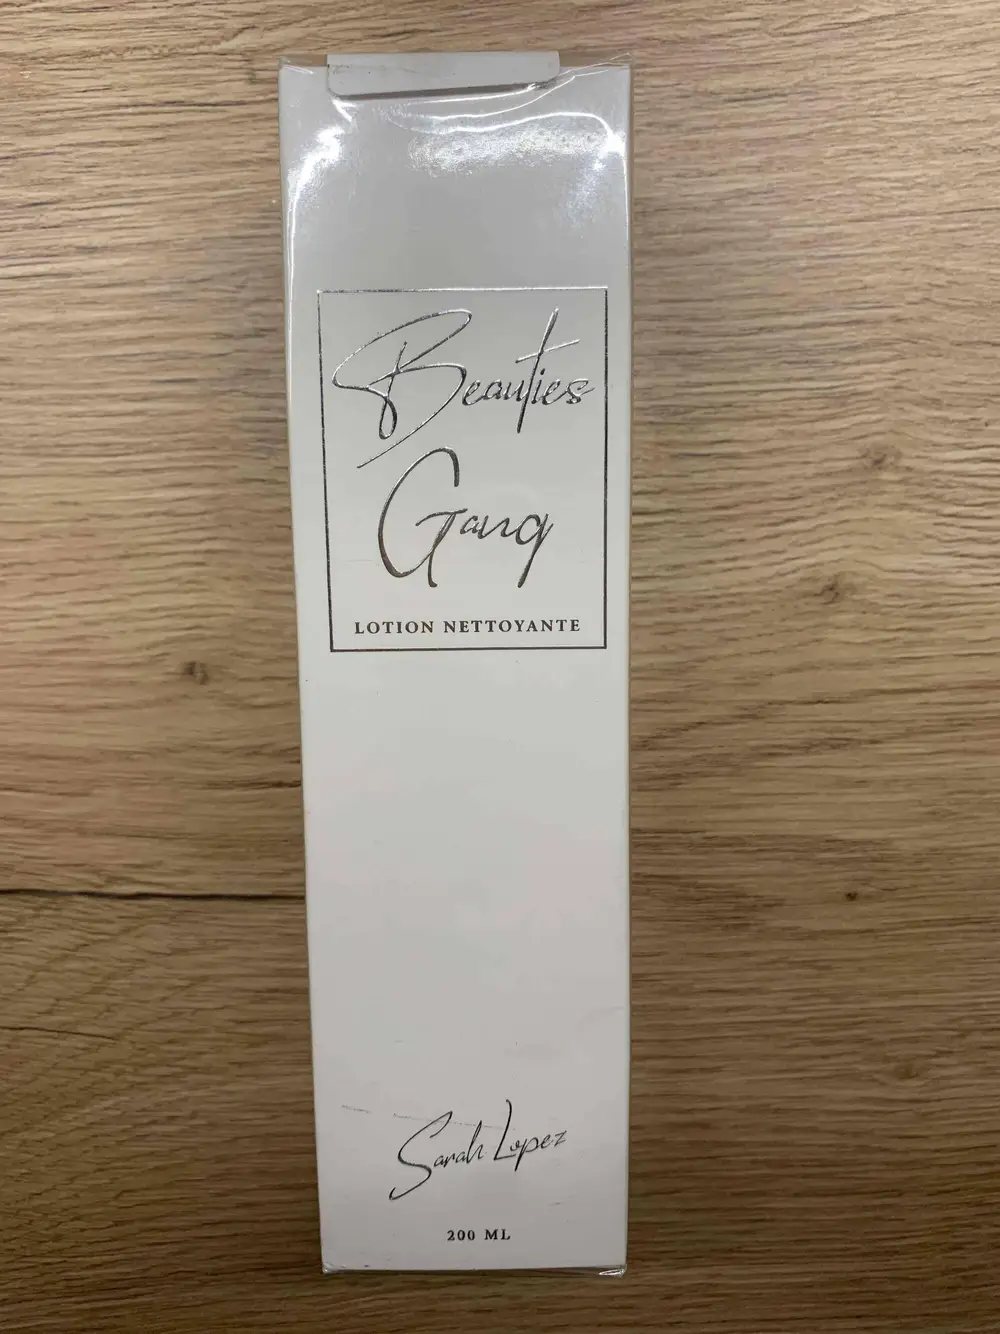 Beauties
Gang
LOTION NETTOYANTE
Sarah Lopez
200 ML